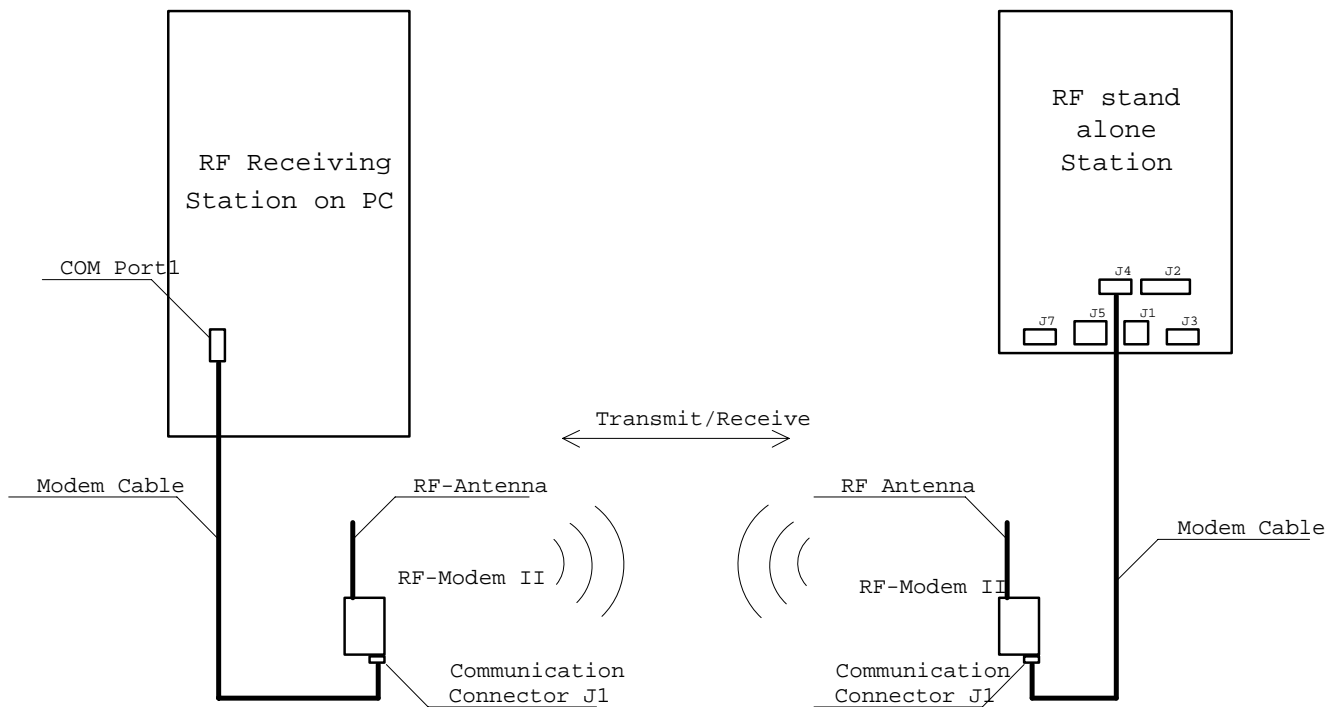 RF Receiving
Station on PC
RF stand
alone
Station
COM Port1
J4
J2
J7
J5
J1
J3
Transmit/Receive
Modem Cable
RF-Antenna
RF Antenna
Modem Cable
RF-Modem II
RF-Modem II
Communication
Connector J1
Communication
Connector J1